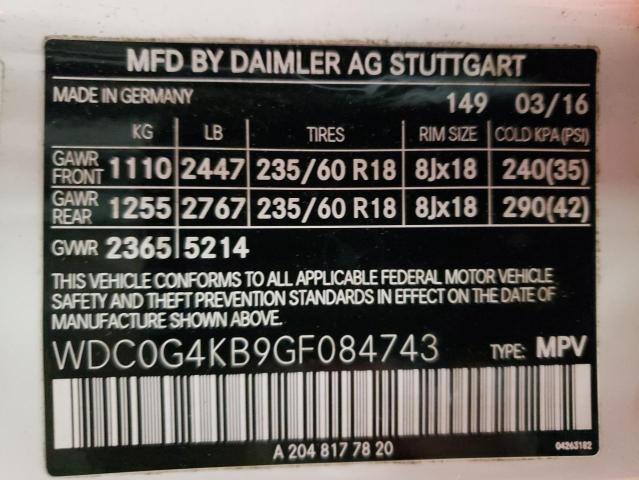 MFD BY DAIMLER AG STUTTGART
MADE IN GERMANY 149 03/16
KG LB TIRES RIM SIZE COLD KPA (PSI)
GAWR FRONT 1110 2447 235/60 R18 8Jx18 240(35)
GAWR REAR 1255 2767 235/60 R18 8Jx18 290(42)
GVWR 2365 5214
THIS VEHICLE CONFORMS TO ALL APPLICABLE FEDERAL MOTOR VEHICLE
SAFETY AND THEFT PREVENTION STANDARDS IN EFFECT ON THE DATE OF
MANUFACTURE SHOWN ABOVE.
WDC0G4KB9GF084743 TYPE: MPV
A 204 817 78 20 04263182